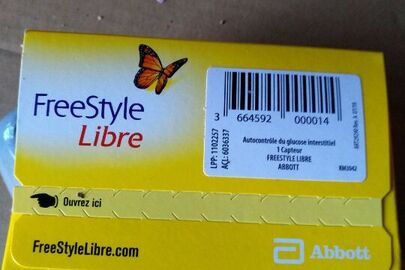 FreeStyle
Libre
3 664592 000014
LPP: 1102257
ACL: 6036337
Autocontrôle du glucose interstitiel
1 Capteur
FREESTYLE LIBRE
ABBOTT
KM3042
Ouvrez ici
FreeStyleLibre.com
Abbott